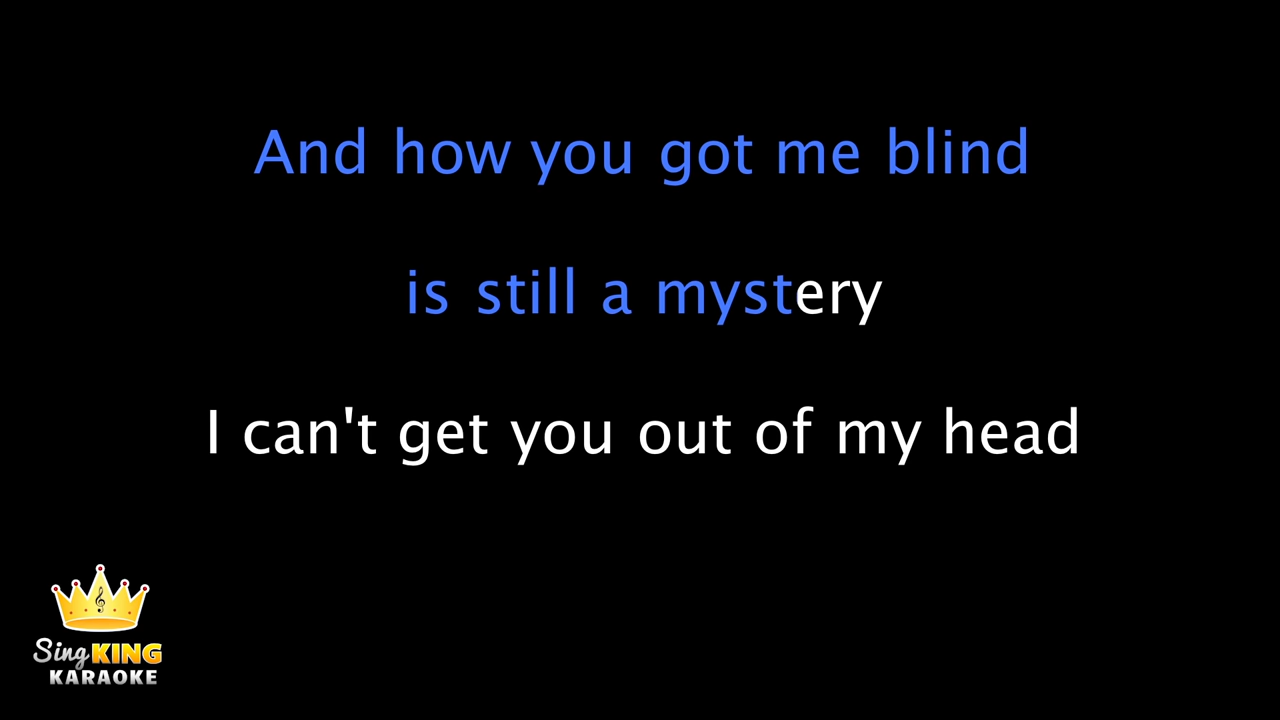 And how you got me blind
is still a mystery
I can't get you out of my head
Sing KING
KARAOKE